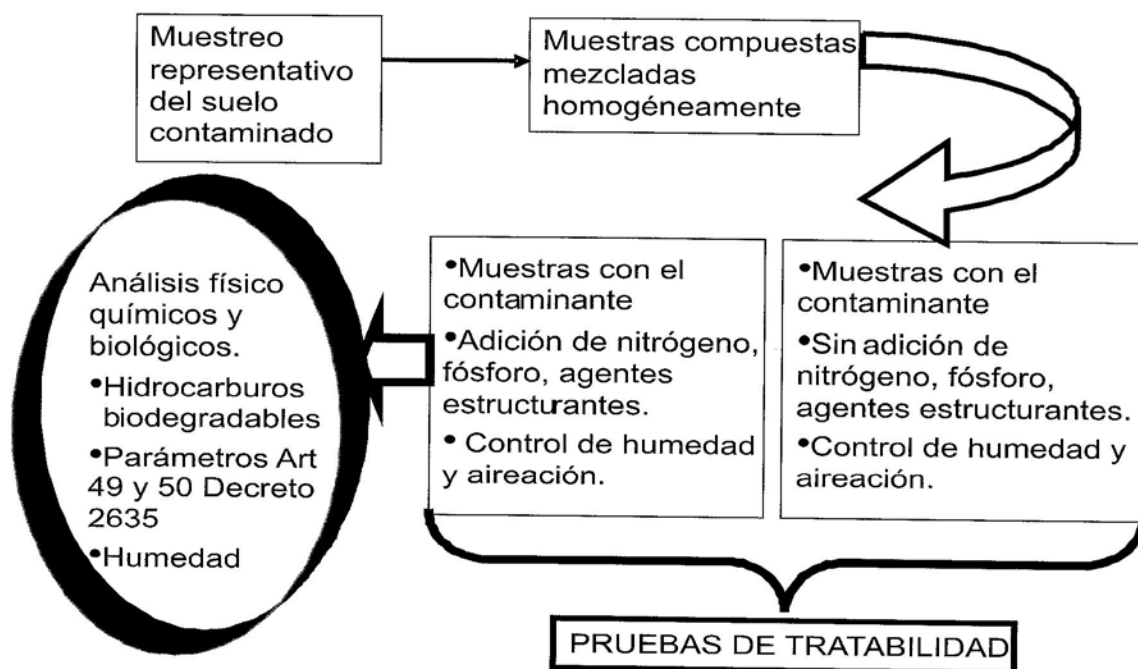 Muestreo
representativo
del suelo
contaminado
Muestras compuestas
mezcladas
homogéneamente
•Muestras con el
contaminante
•Adición de nitrógeno,
fósforo, agentes
estructurantes.
• Control de humedad
y aireación.
•Muestras con el
contaminante
•Sin adición de
nitrógeno, fósforo,
agentes estructurantes.
•Control de humedad y
aireación.
Análisis físico
químicos y
biológicos.
•Hidrocarburos
biodegradables
•Parámetros Art
49 y 50 Decreto
2635
•Humedad
PRUEBAS DE TRATABILIDAD